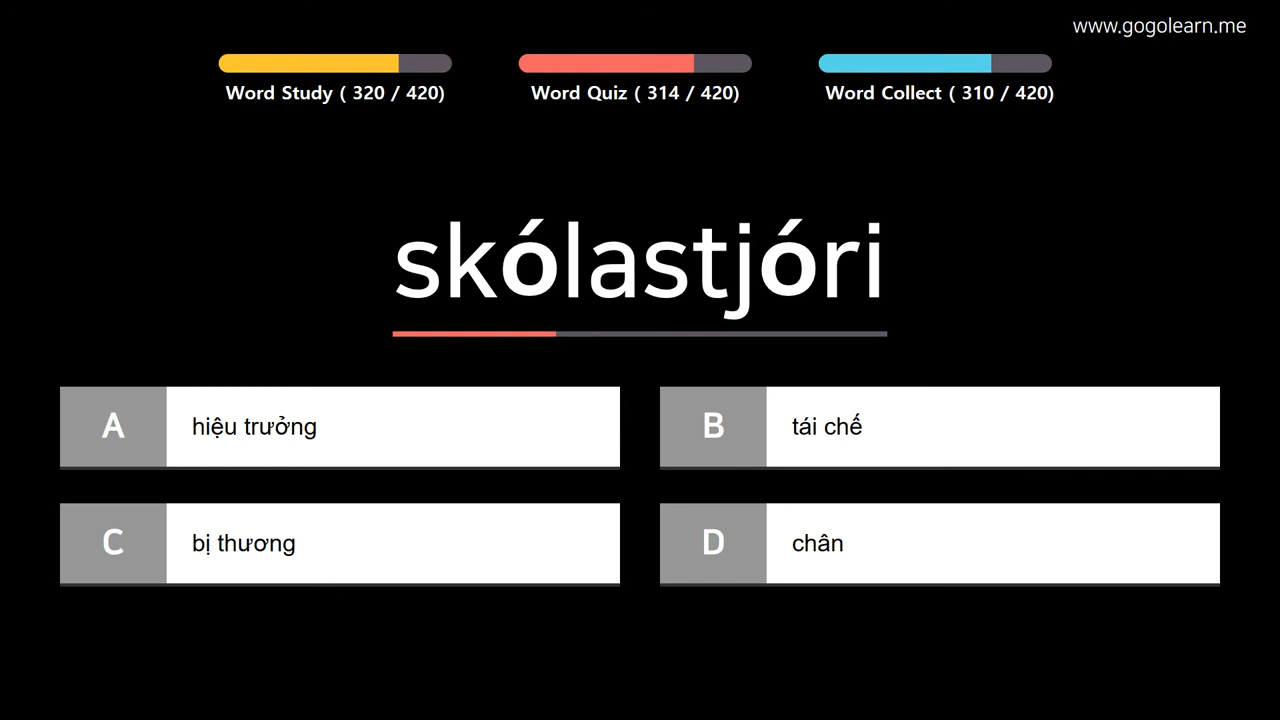 www.gogolearn.me
Word Study ( 320 / 420)
Word Quiz ( 314 / 420)
Word Collect ( 310 / 420)
skólastjóri
A hiệu trưởng
B tái chế
C bị thương
D chân